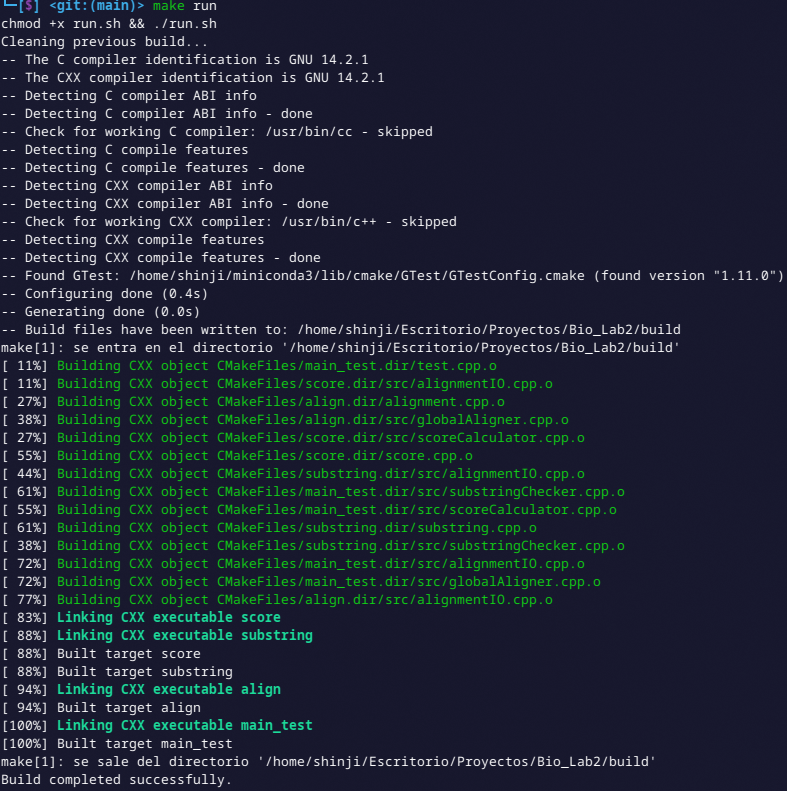 └─[$] <git:(main)> make run
chmod +x run.sh && ./run.sh
Cleaning previous build...
-- The C compiler identification is GNU 14.2.1
-- The CXX compiler identification is GNU 14.2.1
-- Detecting C compiler ABI info
-- Detecting C compiler ABI info - done
-- Check for working C compiler: /usr/bin/cc - skipped
-- Detecting C compile features
-- Detecting C compile features - done
-- Detecting CXX compiler ABI info
-- Detecting CXX compiler ABI info - done
-- Check for working CXX compiler: /usr/bin/c++ - skipped
-- Detecting CXX compile features
-- Detecting CXX compile features - done
-- Found GTest: /home/shinji/miniconda3/lib/cmake/GTest/GTestConfig.cmake (found version "1.11.0")
-- Configuring done (0.4s)
-- Generating done (0.0s)
-- Build files have been written to: /home/shinji/Escritorio/Proyectos/Bio_Lab2/build
make[1]: se entra en el directorio '/home/shinji/Escritorio/Proyectos/Bio_Lab2/build'
[ 11%] Building CXX object CMakeFiles/main_test.dir/test.cpp.o
[ 11%] Building CXX object CMakeFiles/score.dir/src/alignmentIO.cpp.o
[ 27%] Building CXX object CMakeFiles/align.dir/alignment.cpp.o
[ 38%] Building CXX object CMakeFiles/align.dir/src/globalAligner.cpp.o
[ 27%] Building CXX object CMakeFiles/score.dir/src/scoreCalculator.cpp.o
[ 55%] Building CXX object CMakeFiles/score.dir/score.cpp.o
[ 44%] Building CXX object CMakeFiles/substring.dir/src/alignmentIO.cpp.o
[ 61%] Building CXX object CMakeFiles/main_test.dir/src/substringChecker.cpp.o
[ 55%] Building CXX object CMakeFiles/main_test.dir/src/scoreCalculator.cpp.o
[ 61%] Building CXX object CMakeFiles/substring.dir/substring.cpp.o
[ 38%] Building CXX object CMakeFiles/substring.dir/src/substringChecker.cpp.o
[ 72%] Building CXX object CMakeFiles/main_test.dir/src/alignmentIO.cpp.o
[ 72%] Building CXX object CMakeFiles/main_test.dir/src/globalAligner.cpp.o
[ 77%] Building CXX object CMakeFiles/align.dir/src/alignmentIO.cpp.o
[ 83%] Linking CXX executable score
[ 88%] Linking CXX executable substring
[ 88%] Built target score
[ 88%] Built target substring
[ 94%] Linking CXX executable align
[ 94%] Built target align
[100%] Linking CXX executable main_test
[100%] Built target main_test
make[1]: se sale del directorio '/home/shinji/Escritorio/Proyectos/Bio_Lab2/build'
Build completed successfully.